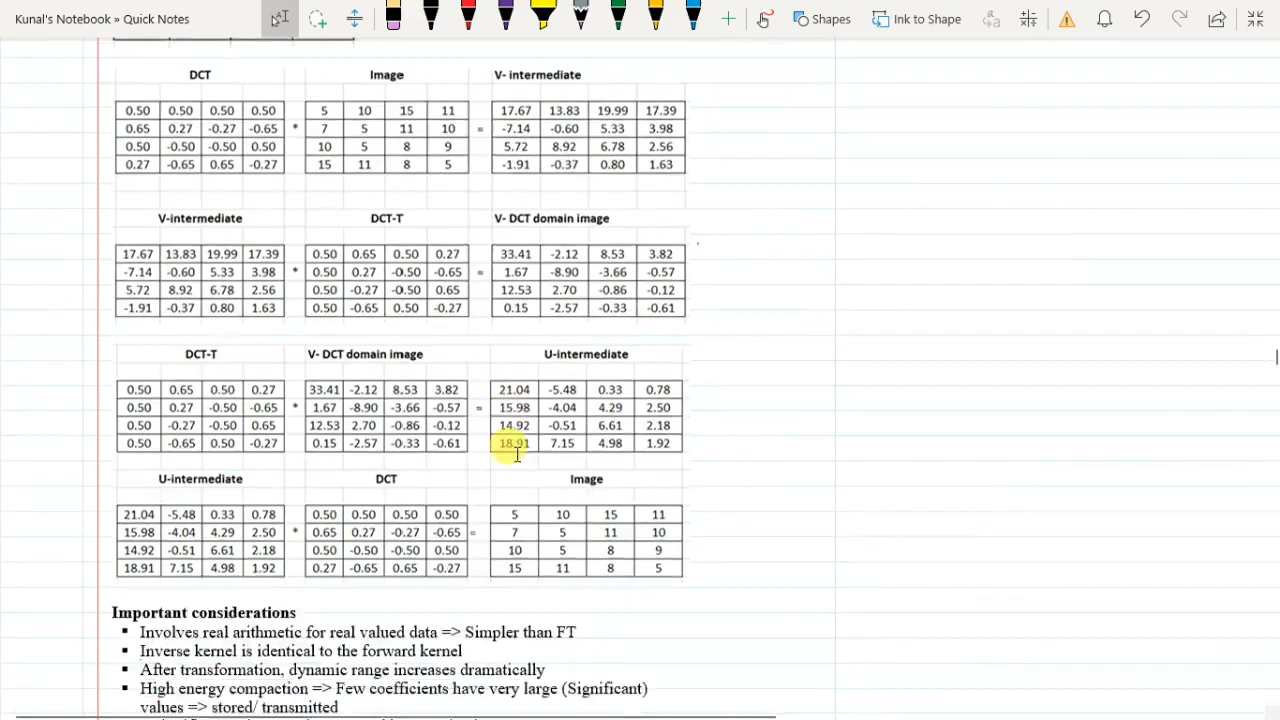 Kunal's Notebook » Quick Notes
Shapes
Ink to Shape
DCT Image V- intermediate
0.50 0.50 0.50 0.50 5 10 15 11 17.67 13.83 19.99 17.39
0.65 0.27 -0.27 -0.65 * 7 5 11 10 = -7.14 -0.60 5.33 3.98
0.50 -0.50 -0.50 0.50 10 5 8 9 5.72 8.92 6.78 2.56
0.27 -0.65 0.65 -0.27 15 11 8 5 -1.91 -0.37 0.80 1.63
V-intermediate DCT-T V- DCT domain image
17.67 13.83 19.99 17.39 0.50 0.65 0.50 0.27 33.41 -2.12 8.53 3.82
-7.14 -0.60 5.33 3.98 * 0.50 0.27 -0.50 -0.65 = 1.67 -8.90 -3.66 -0.57
5.72 8.92 6.78 2.56 0.50 -0.27 -0.50 0.65 12.53 2.70 -0.86 -0.12
-1.91 -0.37 0.80 1.63 0.50 -0.65 0.50 -0.27 0.15 -2.57 -0.33 -0.61
DCT-T V- DCT domain image U-intermediate
0.50 0.65 0.50 0.27 33.41 -2.12 8.53 3.82 21.04 -5.48 0.33 0.78
0.50 0.27 -0.50 -0.65 * 1.67 -8.90 -3.66 -0.57 = 15.98 -4.04 4.29 2.50
0.50 -0.27 -0.50 0.65 12.53 2.70 -0.86 -0.12 14.92 -0.51 6.61 2.18
0.50 -0.65 0.50 -0.27 0.15 -2.57 -0.33 -0.61 18.91 7.15 4.98 1.92
U-intermediate DCT Image
21.04 -5.48 0.33 0.78 0.50 0.50 0.50 0.50 5 10 15 11
15.98 -4.04 4.29 2.50 * 0.65 0.27 -0.27 -0.65 = 7 5 11 10
14.92 -0.51 6.61 2.18 0.50 -0.50 -0.50 0.50 10 5 8 9
18.91 7.15 4.98 1.92 0.27 -0.65 0.65 -0.27 15 11 8 5
Important considerations
▪ Involves real arithmetic for real valued data => Simpler than FT
▪ Inverse kernel is identical to the forward kernel
▪ After transformation, dynamic range increases dramatically
▪ High energy compaction => Few coefficients have very large (Significant)
values => stored/ transmitted